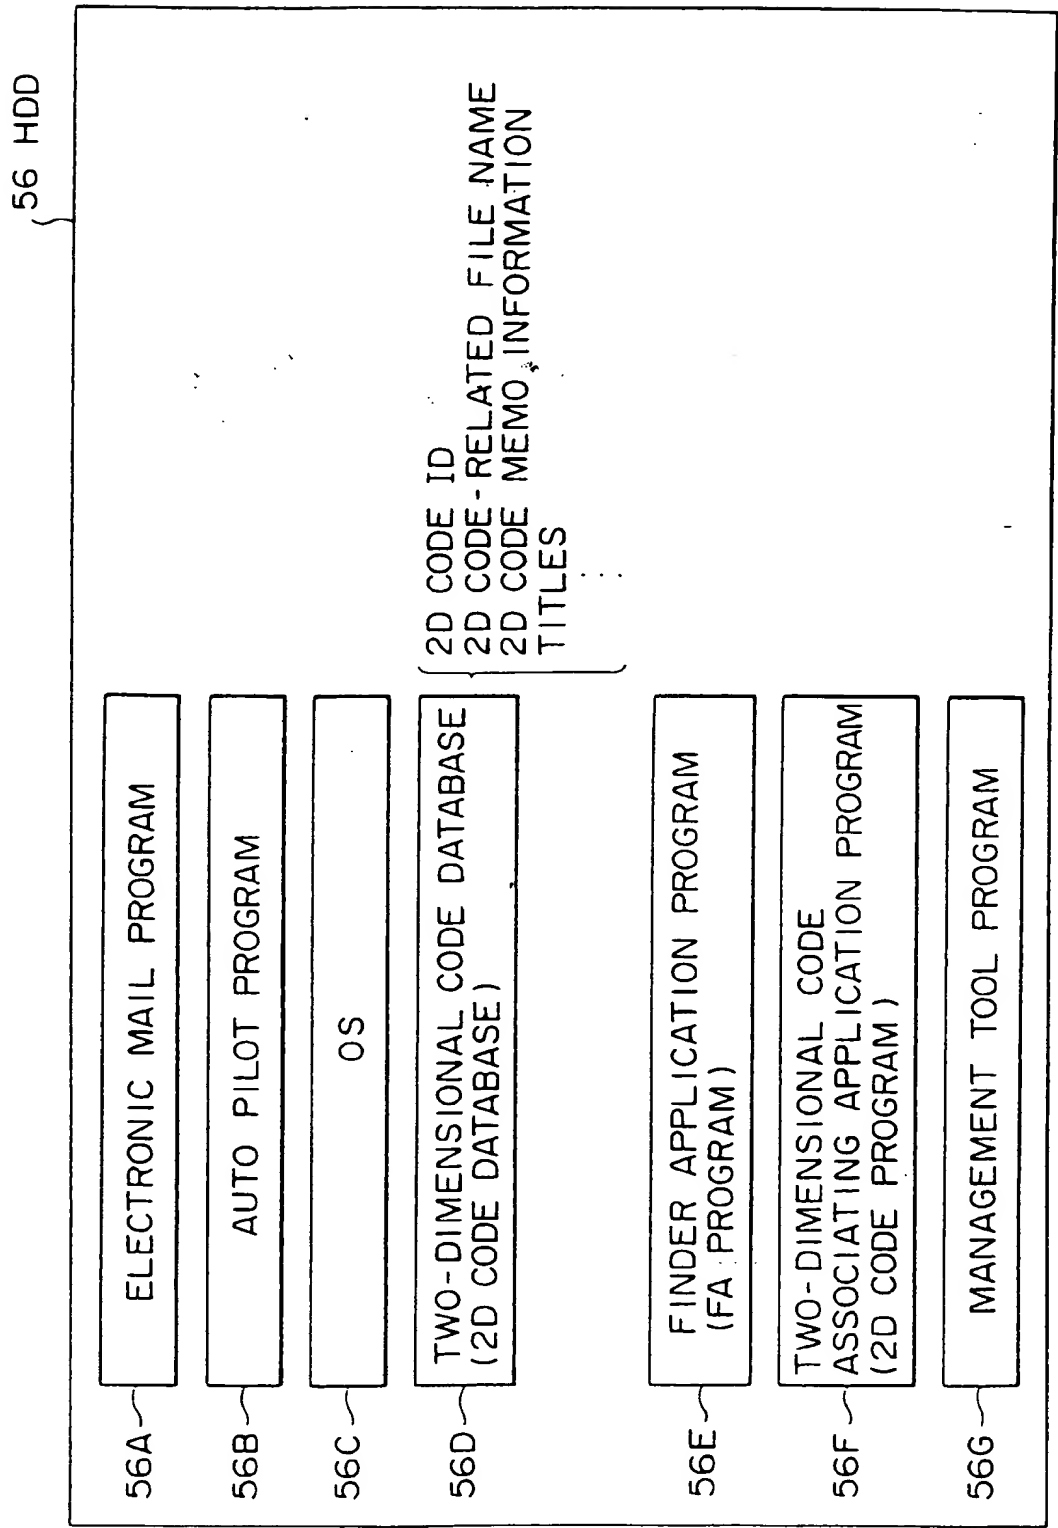 56 HDD
56A
ELECTRONIC MAIL PROGRAM
56B
AUTO PILOT PROGRAM
56C
OS
56D
TWO-DIMENSIONAL CODE DATABASE
(2D CODE DATABASE)
2D CODE ID
2D CODE-RELATED FILE NAME
2D CODE MEMO INFORMATION
TITLES
⋮
56E
FINDER APPLICATION PROGRAM
(FA PROGRAM)
56F
TWO-DIMENSIONAL CODE
ASSOCIATING APPLICATION PROGRAM
(2D CODE PROGRAM)
56G
MANAGEMENT TOOL PROGRAM